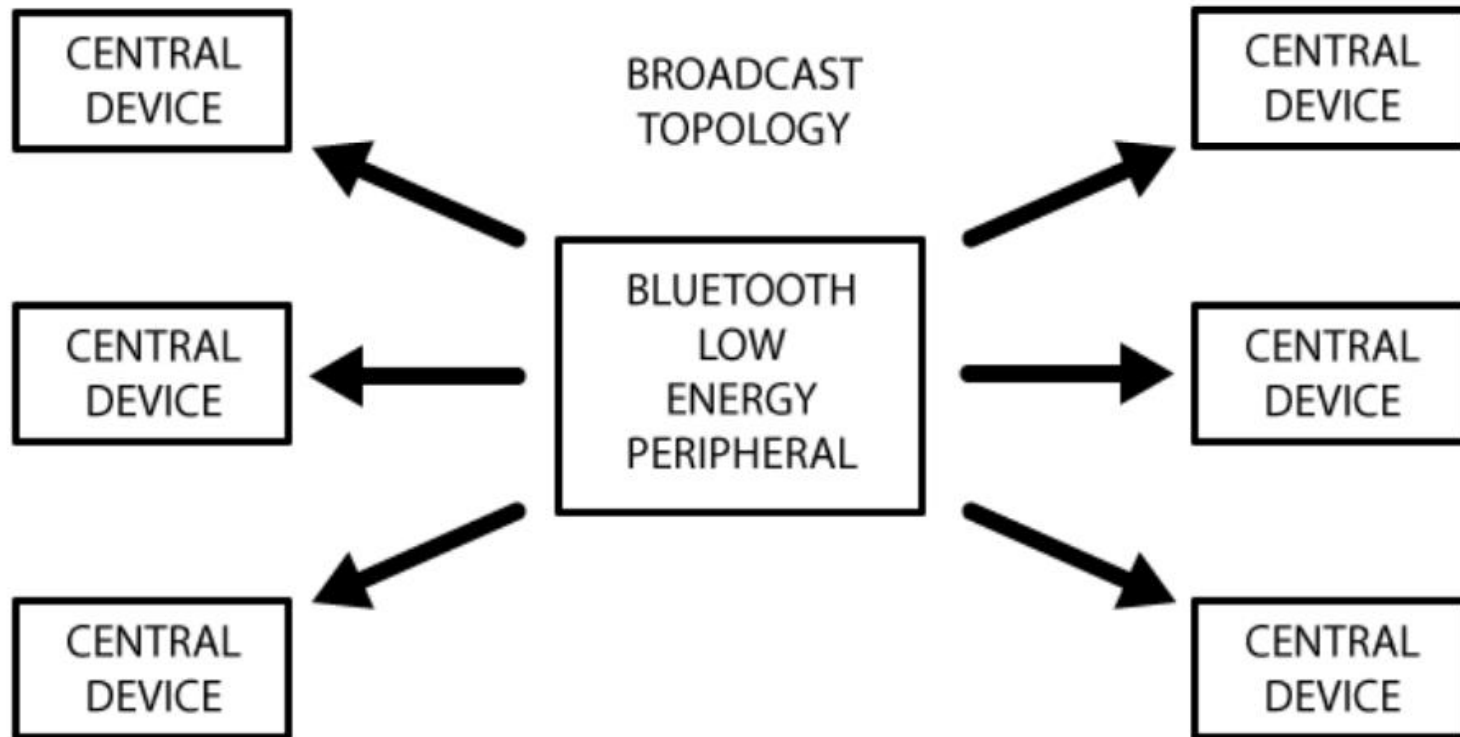 CENTRAL
DEVICE
BROADCAST
TOPOLOGY
CENTRAL
DEVICE
CENTRAL
DEVICE
BLUETOOTH
LOW
ENERGY
PERIPHERAL
CENTRAL
DEVICE
CENTRAL
DEVICE
CENTRAL
DEVICE